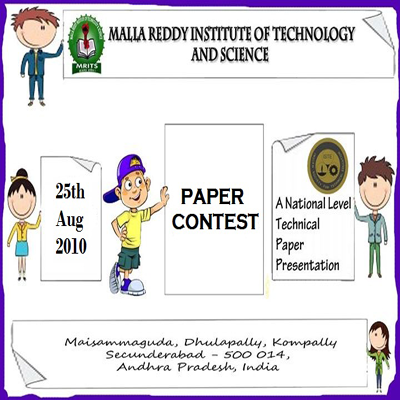 MALLA REDDY INSTITUTE OF TECHNOLOGY
AND SCIENCE
MRITS
25th
Aug
2010
PAPER
CONTEST
A National Level
Technical
Paper
Presentation
Maisammaguda, Dhulapally, Kompally
Secunderabad - 500 014,
Andhra Pradesh, India